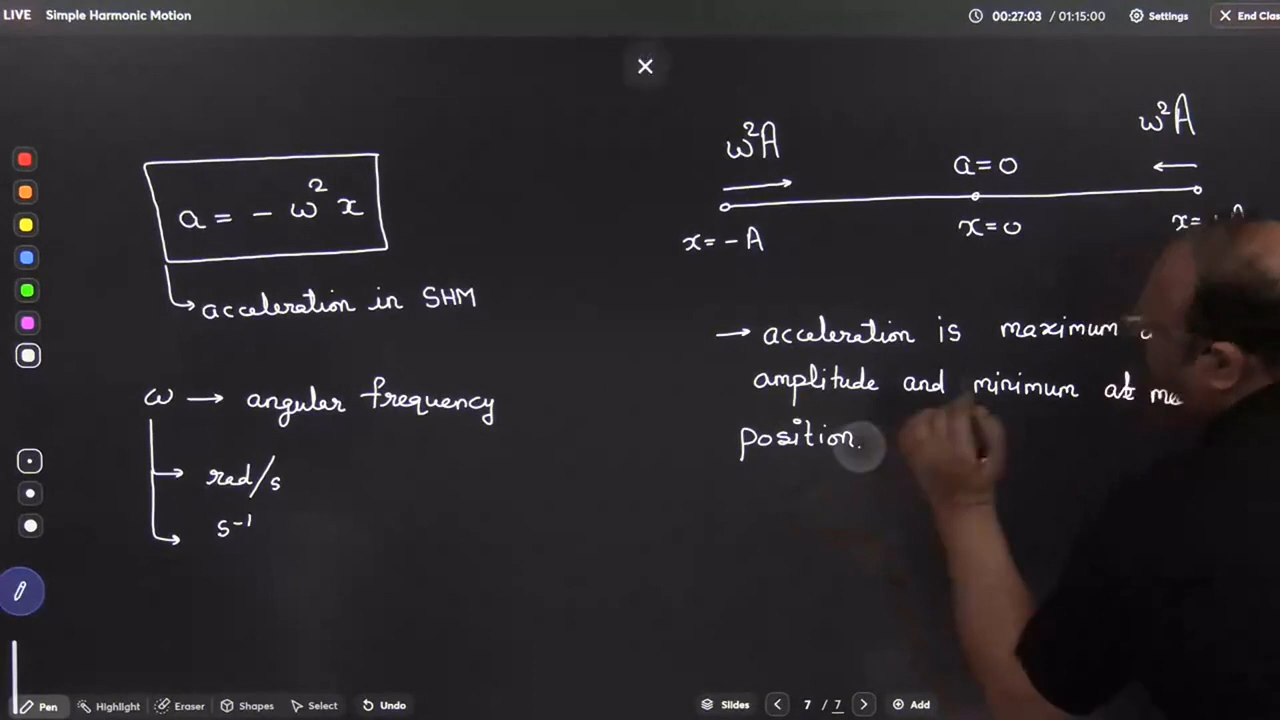 LIVE Simple Harmonic Motion 00:27:03 / 01:15:00 Settings End Clas
a = - ω² x
acceleration in SHM
ω → angular frequency
rad/s
s⁻¹
ω²A a=0 ω²A
x=-A x=0 x=
→ acceleration is maximum
amplitude and minimum at
position.
Pen Highlight Eraser Shapes Select Undo Slides 7 / 7 Add